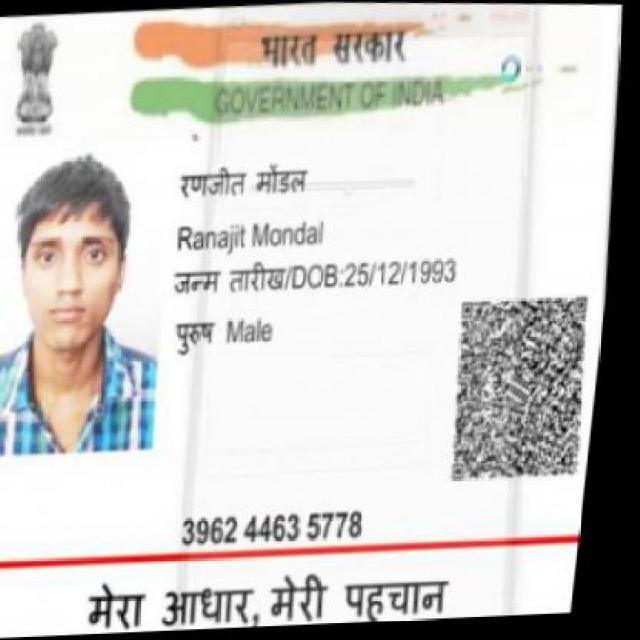 भारत सरकार
GOVERNMENT OF INDIA
रणजीत मोंडल
Ranajit Mondal
जन्म तारीख/DOB:25/12/1993
पुरुष Male
3962 4463 5778
मेरा आधार, मेरी पहचान